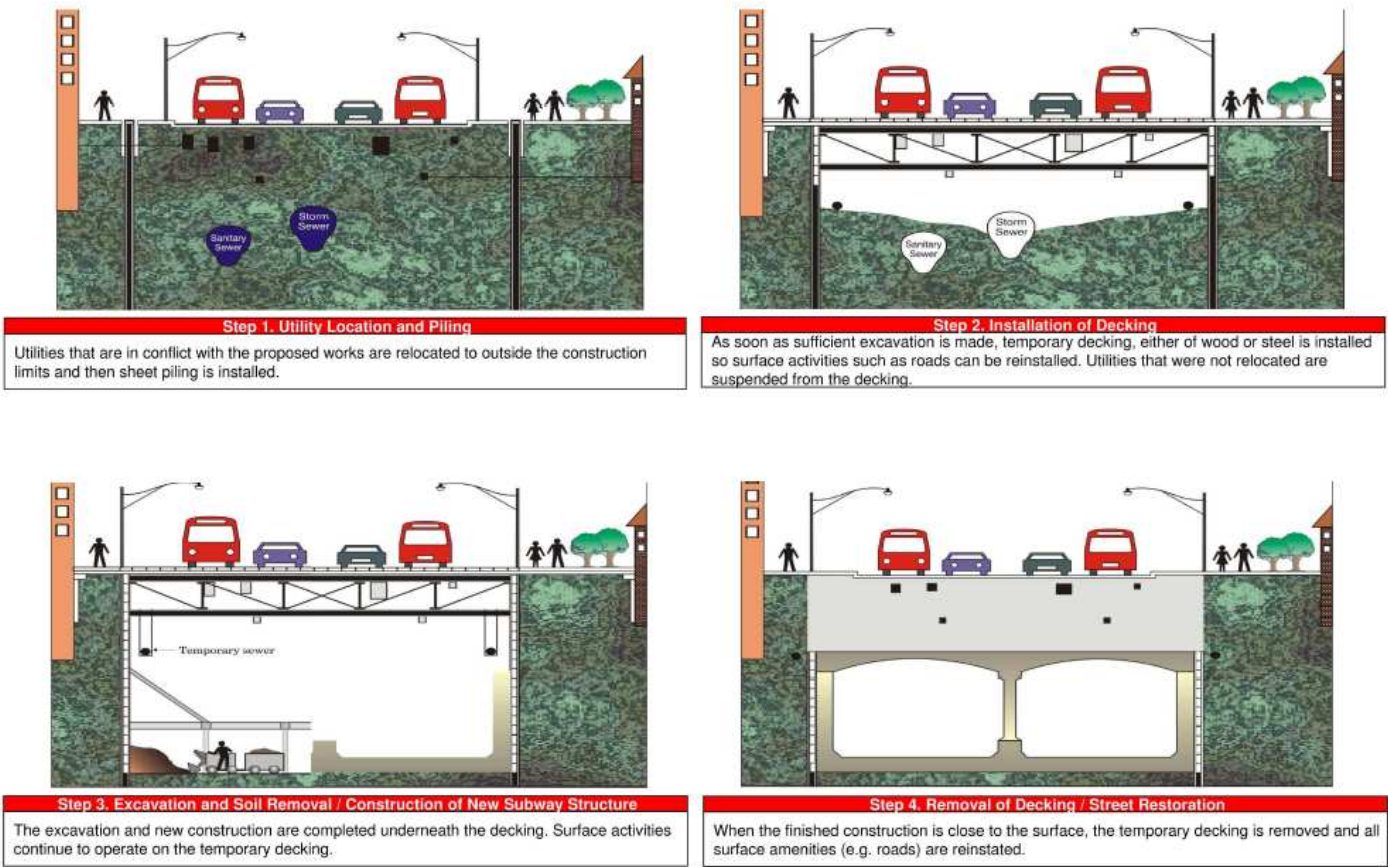 Sanitary
Sewer
Storm
Sewer
Step 1. Utility Location and Piling
Utilities that are in conflict with the proposed works are relocated to outside the construction
limits and then sheet piling is installed.
Sanitary
Sewer
Storm
Sewer
Step 2. Installation of Decking
As soon as sufficient excavation is made, temporary decking, either of wood or steel is installed
so surface activities such as roads can be reinstalled. Utilities that were not relocated are
suspended from the decking.
Temporary sewer
Step 3. Excavation and Soil Removal / Construction of New Subway Structure
The excavation and new construction are completed underneath the decking. Surface activities
continue to operate on the temporary decking.
Step 4. Removal of Decking / Street Restoration
When the finished construction is close to the surface, the temporary decking is removed and all
surface amenities (e.g. roads) are reinstated.